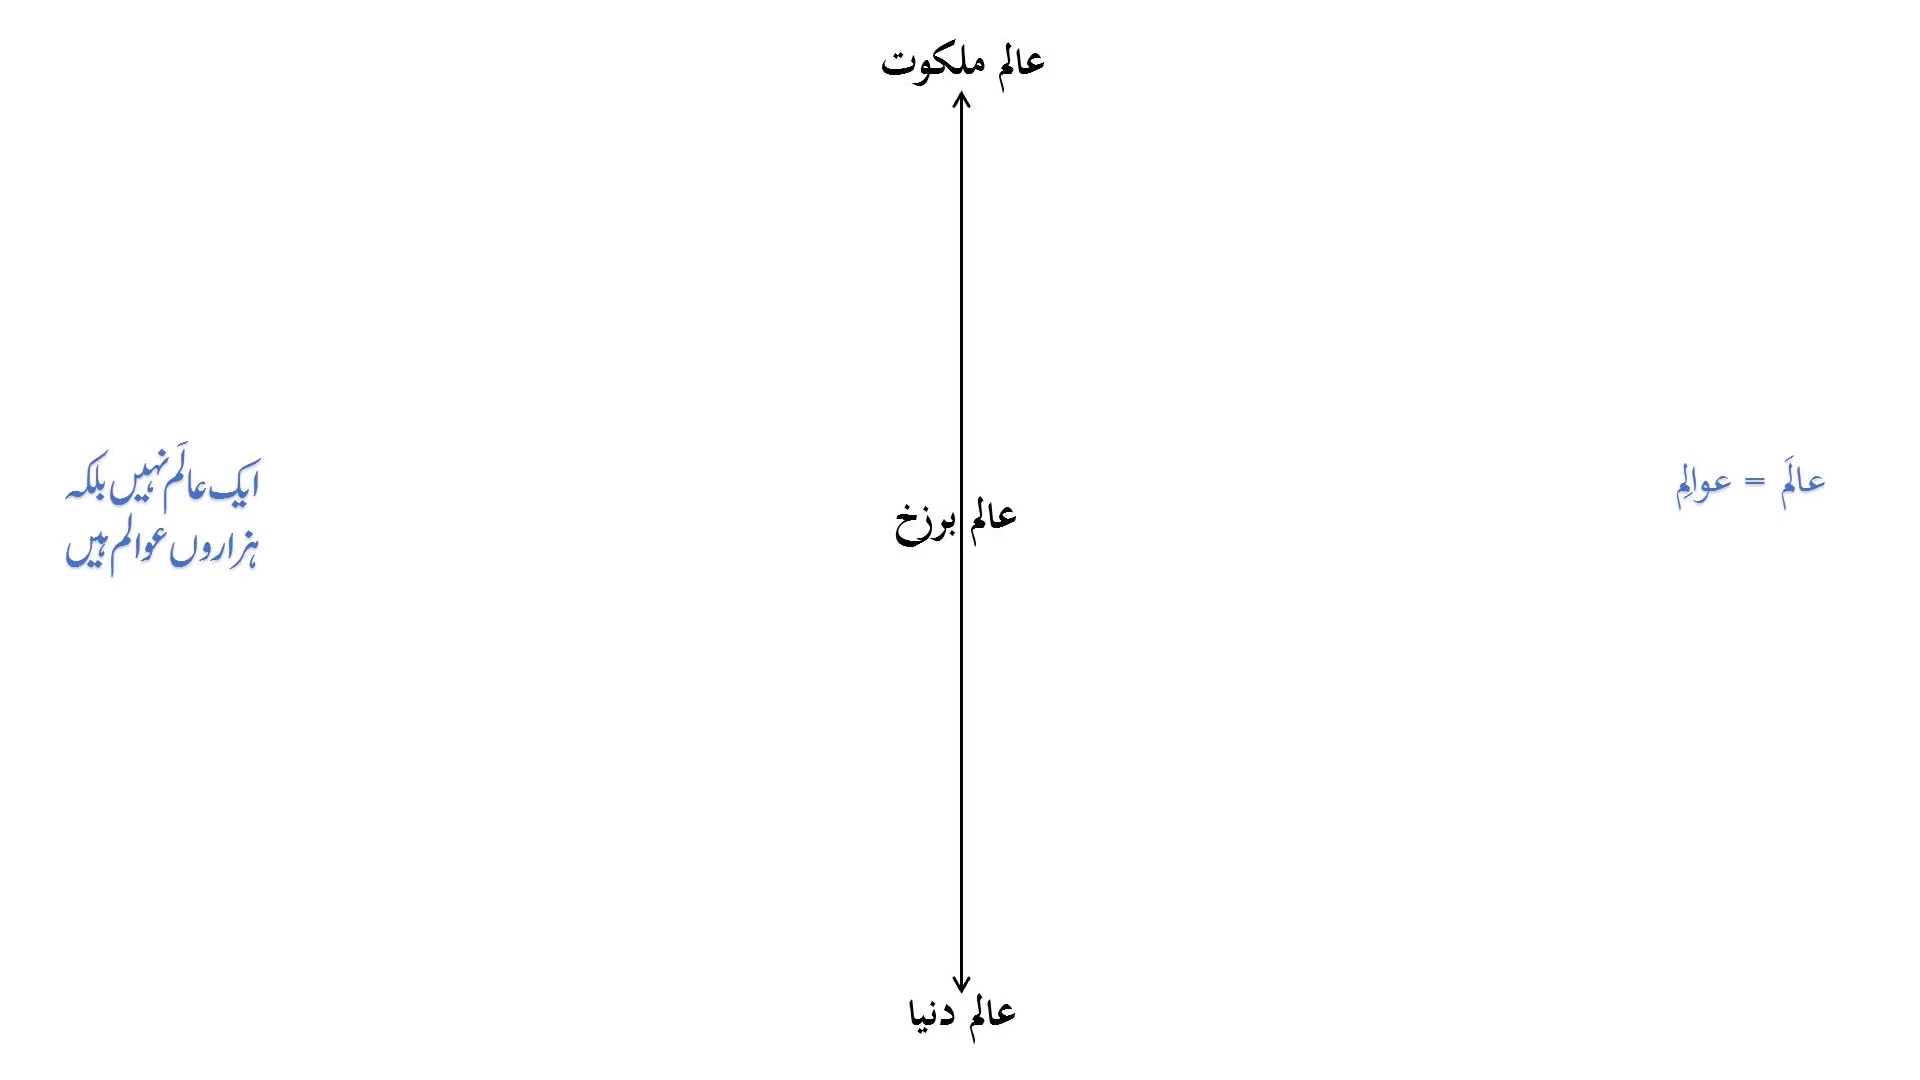 عالم ملکوت
عالَم = عوالِم
ایک عالَم نہیں بلکہ
ہزاروں عوالم ہیں
عالم برزخ
عالم دنیا